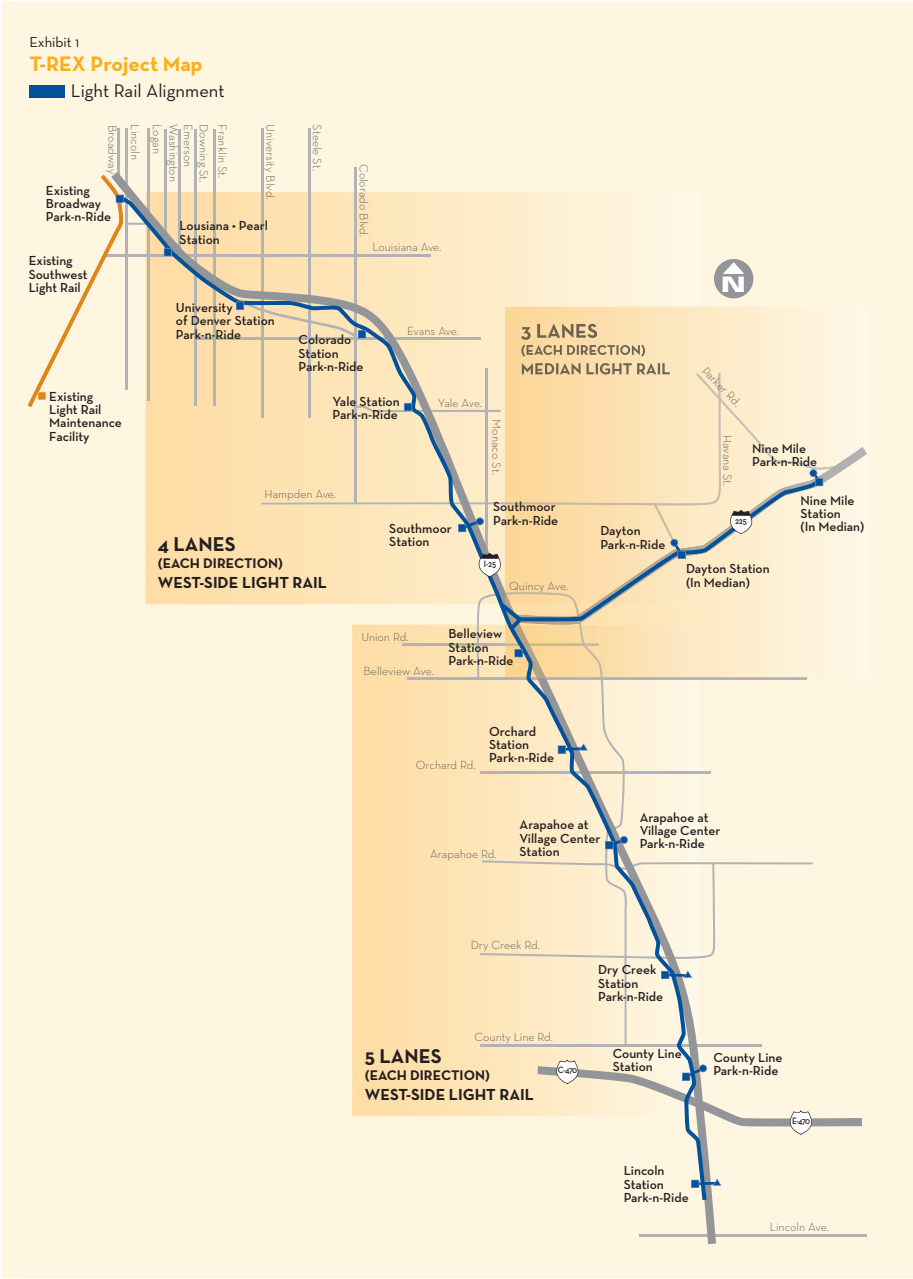 Exhibit 1
T-REX Project Map
Light Rail Alignment
Broadway
Lincoln
Logan
Washington
Emerson
Downing St.
Franklin St.
University Blvd.
Steele St.
Colorado Blvd.
Existing
Broadway
Park-n-Ride
Lousiana • Pearl
Station
Louisiana Ave.
Existing
Southwest
Light Rail
University
of Denver Station
Park-n-Ride
Colorado
Station
Park-n-Ride
Evans Ave.
N
3 LANES
(EACH DIRECTION)
MEDIAN LIGHT RAIL
Parker Rd.
Existing
Light Rail
Maintenance
Facility
Yale Station
Park-n-Ride
Yale Ave.
Monaco St.
Havana St.
Nine Mile
Park-n-Ride
Nine Mile
Station
(In Median)
Hampden Ave.
Southmoor
Park-n-Ride
Southmoor
Station
225
Dayton
Park-n-Ride
Dayton Station
(In Median)
4 LANES
(EACH DIRECTION)
WEST-SIDE LIGHT RAIL
I-25
Quincy Ave.
Union Rd.
Belleview
Station
Park-n-Ride
Belleview Ave.
Orchard
Station
Park-n-Ride
Orchard Rd.
Arapahoe at
Village Center
Station
Arapahoe at
Village Center
Park-n-Ride
Arapahoe Rd.
Dry Creek Rd.
Dry Creek
Station
Park-n-Ride
County Line Rd.
5 LANES
(EACH DIRECTION)
WEST-SIDE LIGHT RAIL
County Line
Station
County Line
Park-n-Ride
C-470
E-470
Lincoln
Station
Park-n-Ride
Lincoln Ave.